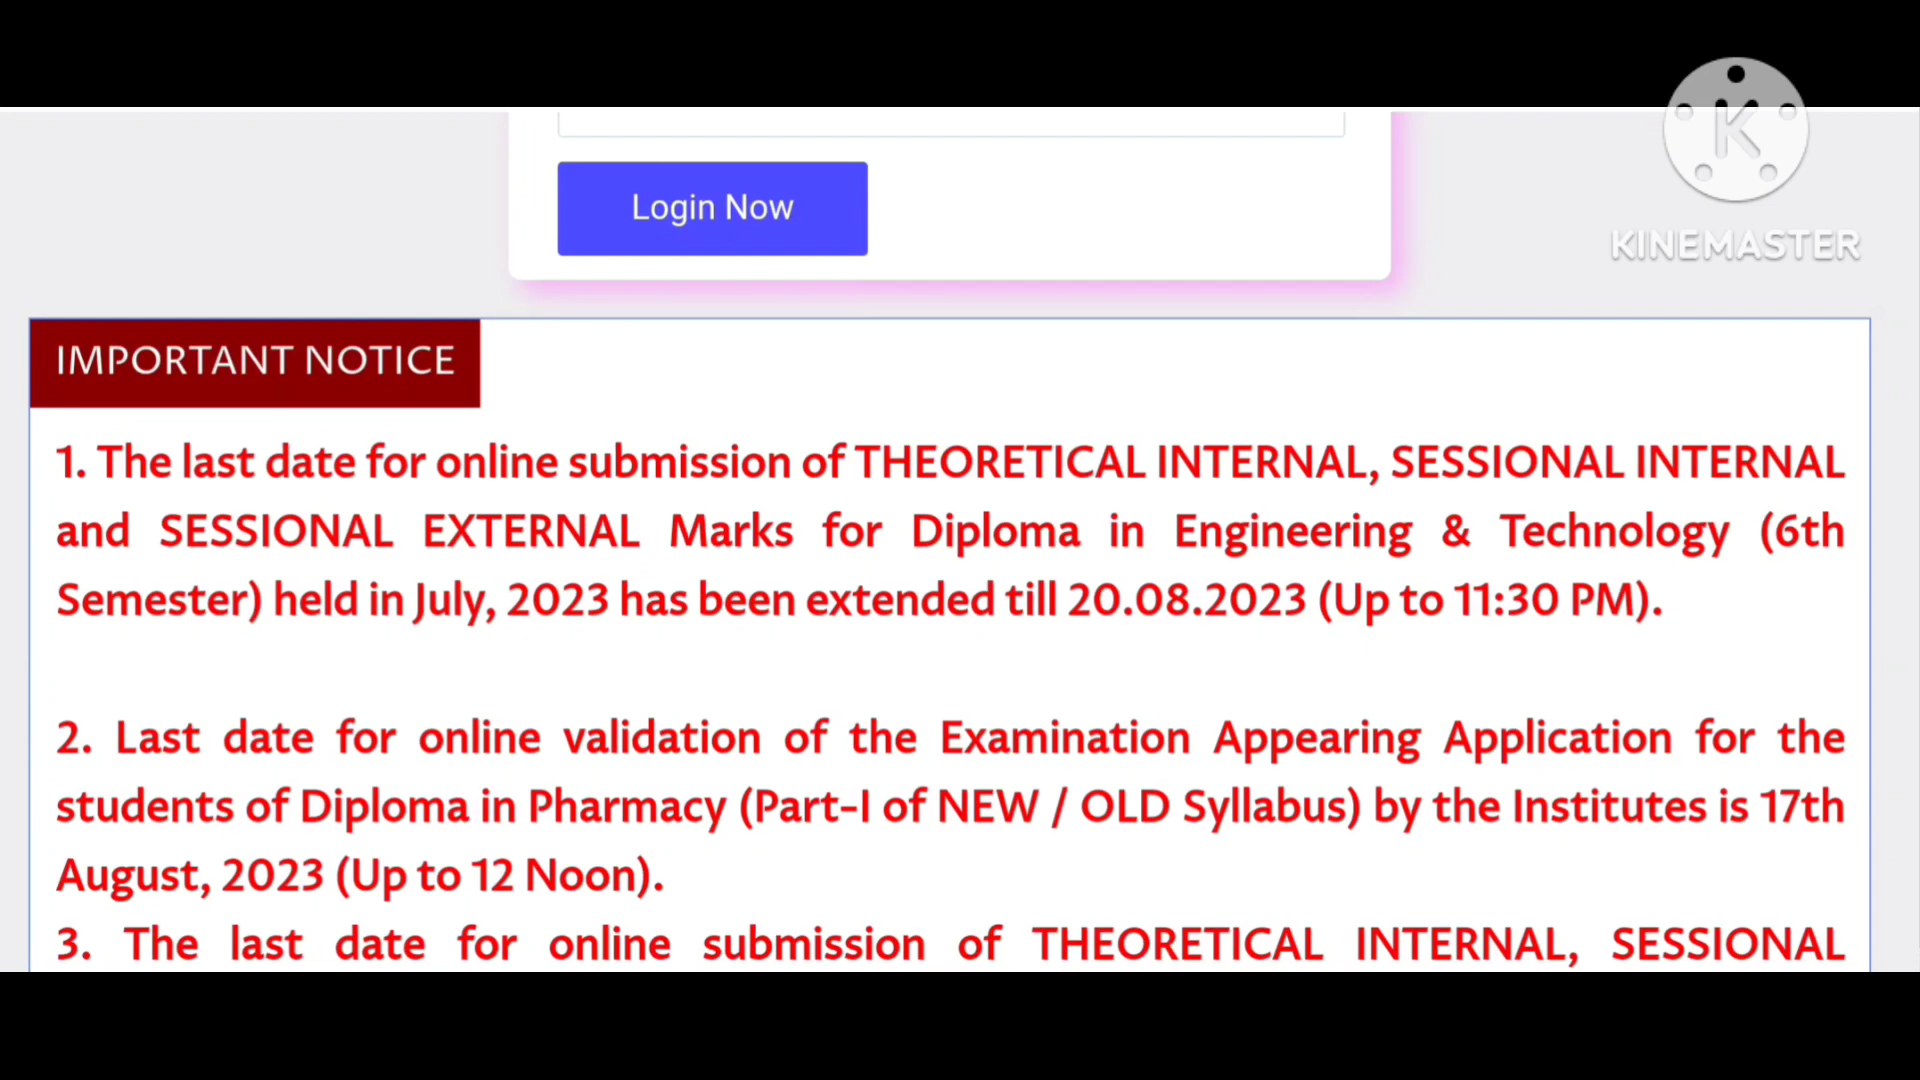 Login Now
K
KINEMASTER
IMPORTANT NOTICE
1. The last date for online submission of THEORETICAL INTERNAL, SESSIONAL INTERNAL
and SESSIONAL EXTERNAL Marks for Diploma in Engineering & Technology (6th
Semester) held in July, 2023 has been extended till 20.08.2023 (Up to 11:30 PM).
2. Last date for online validation of the Examination Appearing Application for the
students of Diploma in Pharmacy (Part-I of NEW / OLD Syllabus) by the Institutes is 17th
August, 2023 (Up to 12 Noon).
3. The last date for online submission of THEORETICAL INTERNAL, SESSIONAL